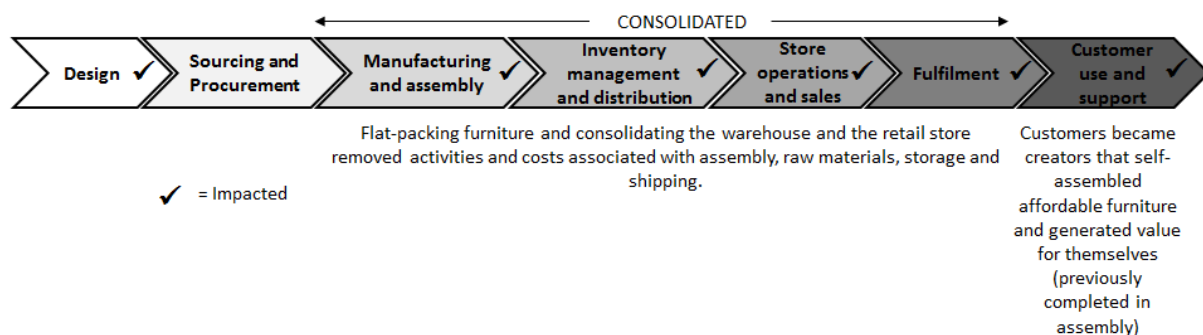 CONSOLIDATED
Design ✓
Sourcing and
Procurement
Manufacturing
and assembly ✓
Inventory
management
and distribution ✓
Store
operations
and sales ✓
Fulfilment ✓
Customer
use and
support ✓
Flat-packing furniture and consolidating the warehouse and the retail store
removed activities and costs associated with assembly, raw materials, storage and
shipping.
Customers became
creators that self-
assembled
affordable furniture
and generated value
for themselves
(previously
completed in
assembly)
✓ = Impacted